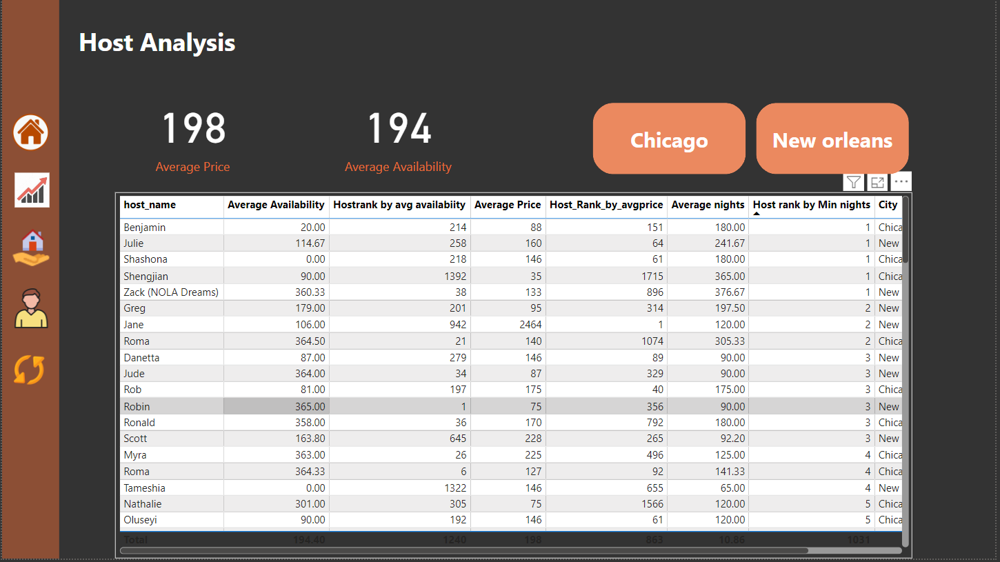 Host Analysis
198
Average Price
194
Average Availability
Chicago
New orleans
host_name Average Availability Hostrank by avg availabiity Average Price Host_Rank_by_avgprice Average nights Host rank by Min nights City
Benjamin 20.00 214 88 151 180.00 1 Chica
Julie 114.67 258 160 64 241.67 1 New
Shashona 0.00 218 146 61 180.00 1 Chica
Shengjian 90.00 1392 35 1715 365.00 1 Chica
Zack (NOLA Dreams) 360.33 38 133 896 376.67 1 New
Greg 179.00 201 95 314 197.50 2 New
Jane 106.00 942 2464 1 120.00 2 New
Roma 364.50 21 140 1074 305.33 2 Chica
Danetta 87.00 279 146 89 90.00 3 New
Jude 364.00 34 87 329 90.00 3 New
Rob 81.00 197 175 40 175.00 3 Chica
Robin 365.00 1 75 356 90.00 3 New
Ronald 358.00 36 170 792 180.00 3 Chica
Scott 163.80 645 228 265 92.20 3 New
Myra 363.00 26 225 496 125.00 4 Chica
Roma 364.33 6 127 92 141.33 4 Chica
Tameshia 0.00 1322 146 655 65.00 4 New
Nathalie 301.00 305 75 1566 120.00 5 Chica
Oluseyi 90.00 192 146 61 120.00 5 Chica
Total 194.40 1240 198 863 10.86 1031